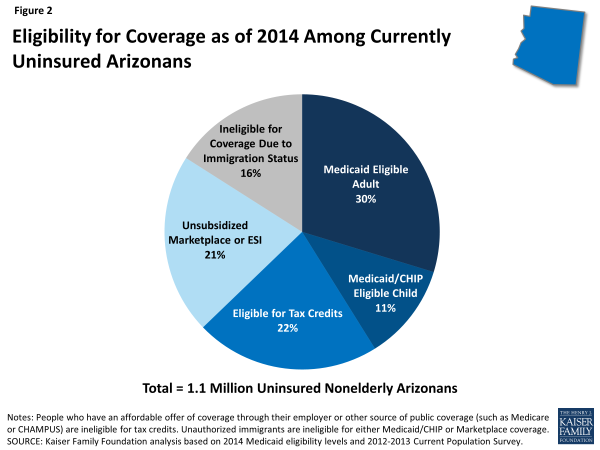 Figure 2
Eligibility for Coverage as of 2014 Among Currently
Uninsured Arizonans
Ineligible for
Coverage Due to
Immigration Status
16%
Medicaid Eligible
Adult
30%
Unsubsidized
Marketplace or ESI
21%
Medicaid/CHIP
Eligible Child
11%
Eligible for Tax Credits
22%
Total = 1.1 Million Uninsured Nonelderly Arizonans
Notes: People who have an affordable offer of coverage through their employer or other source of public coverage (such as Medicare
or CHAMPUS) are ineligible for tax credits. Unauthorized immigrants are ineligible for either Medicaid/CHIP or Marketplace coverage.
SOURCE: Kaiser Family Foundation analysis based on 2014 Medicaid eligibility levels and 2012-2013 Current Population Survey.
THE HENRY J.
KAISER
FAMILY
FOUNDATION